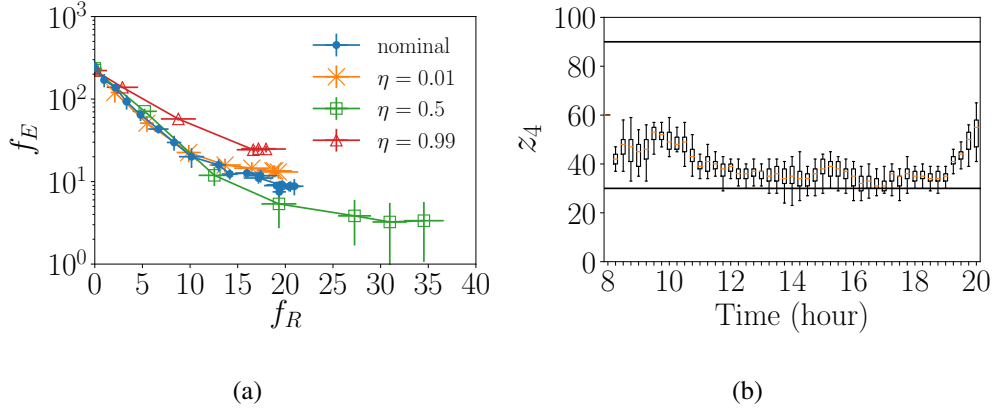 10^3
10^2
10^1
10^0
f_E
0 5 10 15 20 25 30 35 40
f_R
nominal
η = 0.01
η = 0.5
η = 0.99
(a)
100
80
60
40
20
0
z_4
8 10 12 14 16 18 20
Time (hour)
(b)